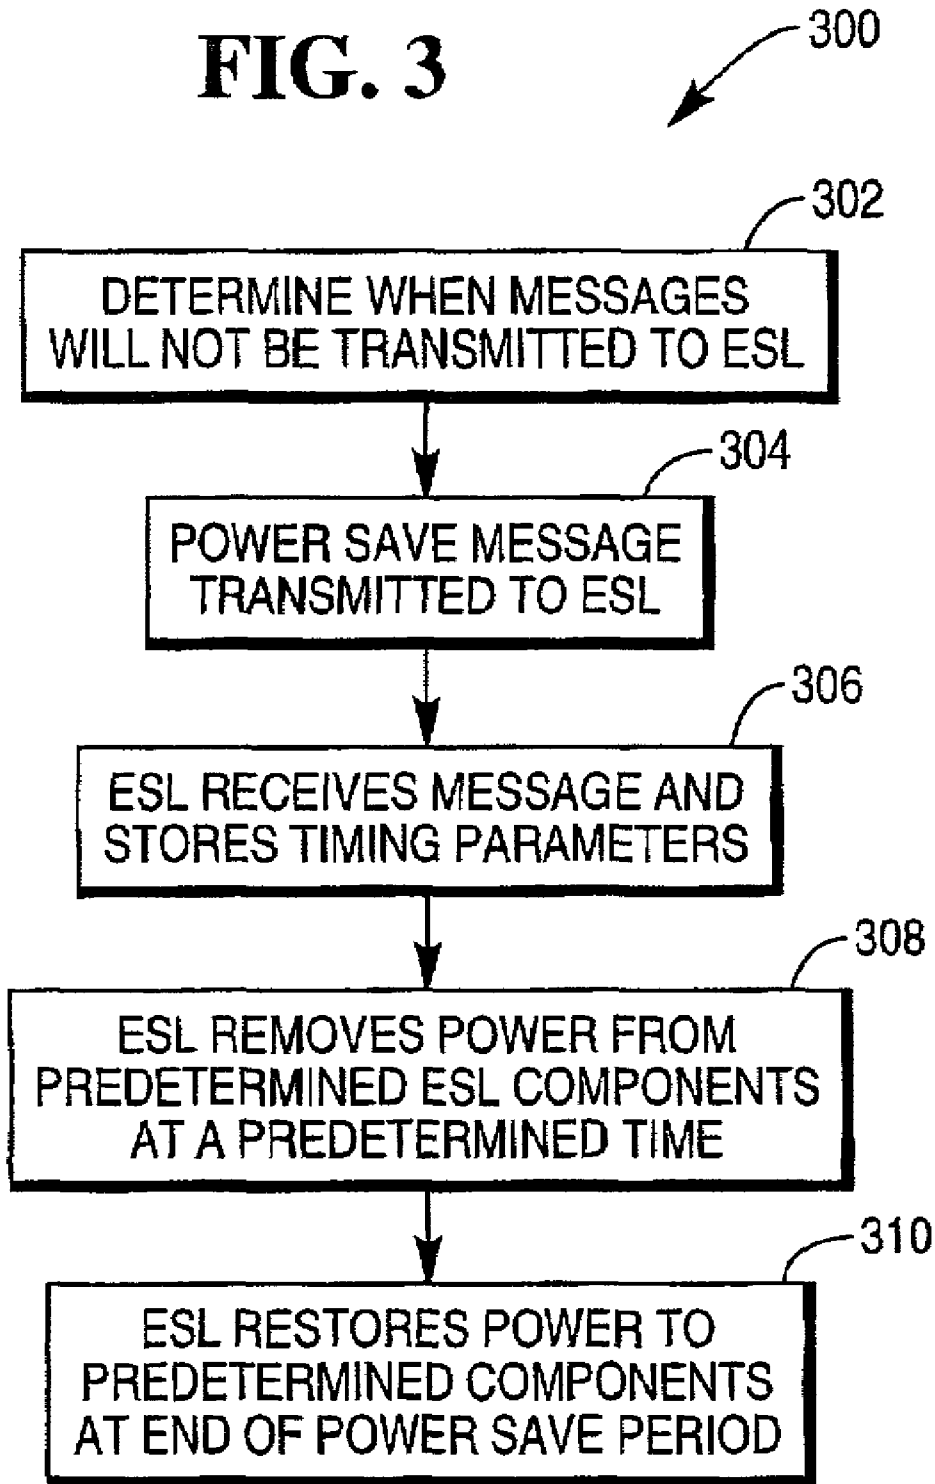 FIG. 3
300
302
DETERMINE WHEN MESSAGES
WILL NOT BE TRANSMITTED TO ESL
304
POWER SAVE MESSAGE
TRANSMITTED TO ESL
306
ESL RECEIVES MESSAGE AND
STORES TIMING PARAMETERS
308
ESL REMOVES POWER FROM
PREDETERMINED ESL COMPONENTS
AT A PREDETERMINED TIME
310
ESL RESTORES POWER TO
PREDETERMINED COMPONENTS
AT END OF POWER SAVE PERIOD